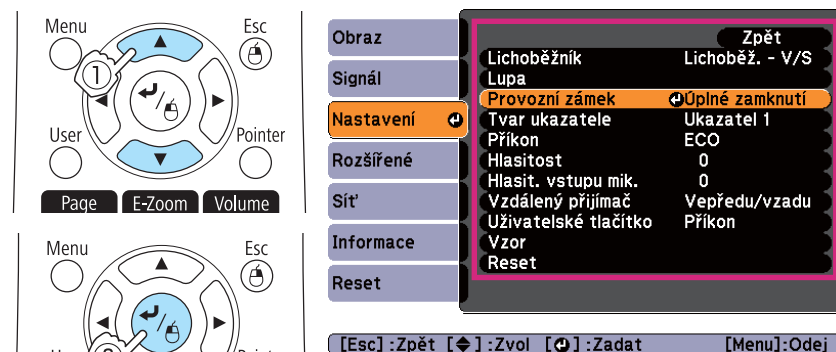 Menu
Esc
1
User
Pointer
Page E-Zoom Volume
Menu
Esc
Obraz
Signál
Nastavení
Rozšířené
Síť
Informace
Reset
Zpět
Lichoběžník Lichoběž. - V/S
Lupa
Provozní zámek Úplné zamknutí
Tvar ukazatele Ukazatel 1
Příkon ECO
Hlasitost 0
Hlasit. vstupu mik. 0
Vzdálený přijímač Vepředu/vzadu
Uživatelské tlačítko Příkon
Vzor
Reset
[Esc] :Zpět [ ] :Zvol [ ] :Zadat [Menu]:Odej